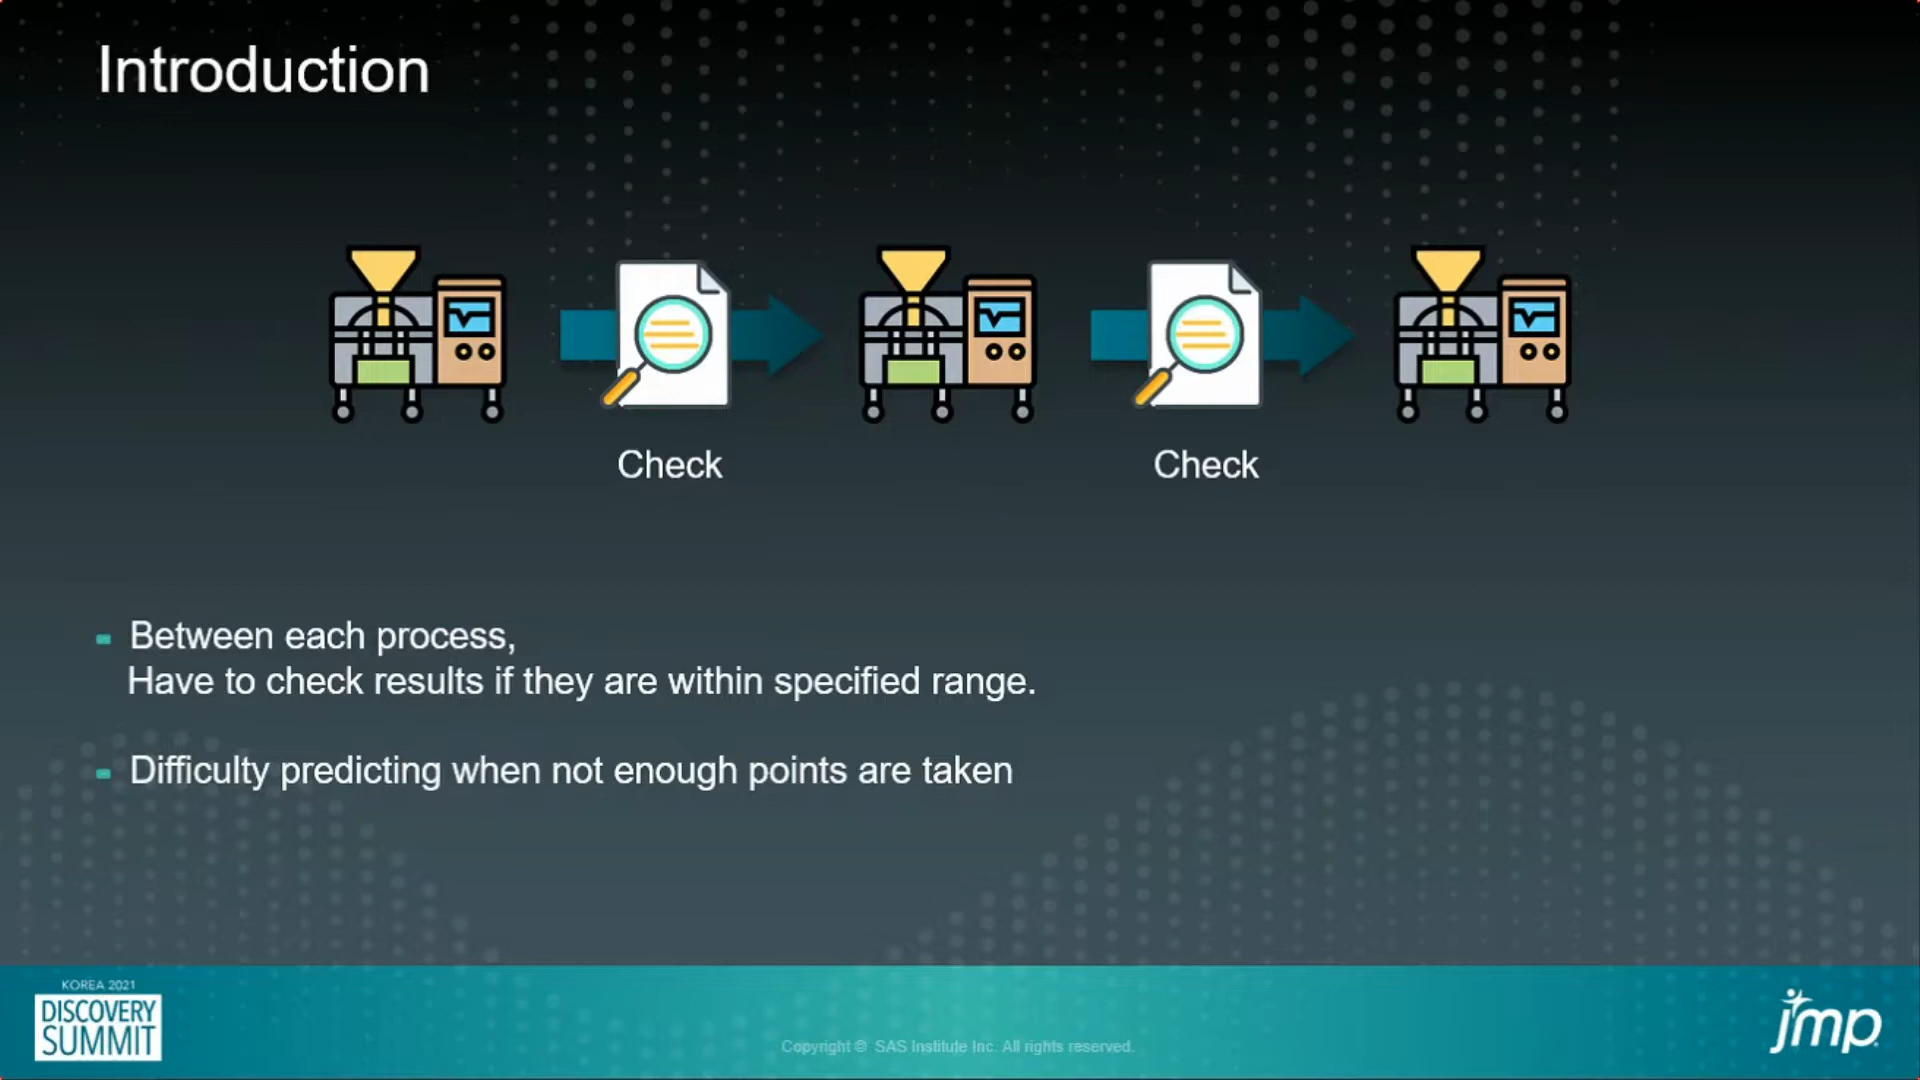 Introduction
Check
Check
Between each process,
Have to check results if they are within specified range.
Difficulty predicting when not enough points are taken
KOREA 2021
DISCOVERY
SUMMIT
Copyright © SAS Institute Inc. All rights reserved.
jmp